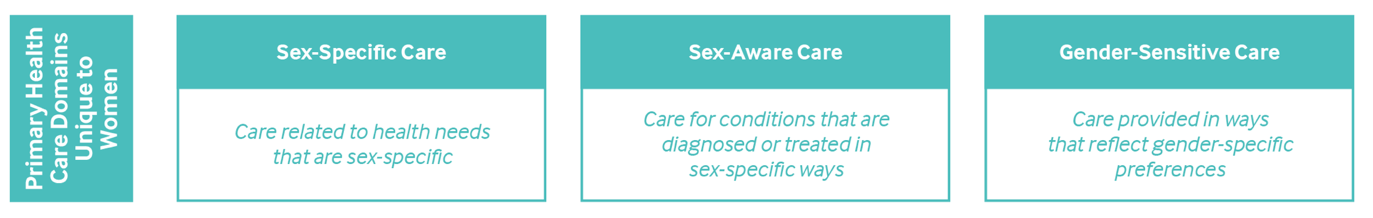 Primary Health
Care Domains
Unique to
Women
Sex-Specific Care
Care related to health needs
that are sex-specific
Sex-Aware Care
Care for conditions that are
diagnosed or treated in
sex-specific ways
Gender-Sensitive Care
Care provided in ways
that reflect gender-specific
preferences